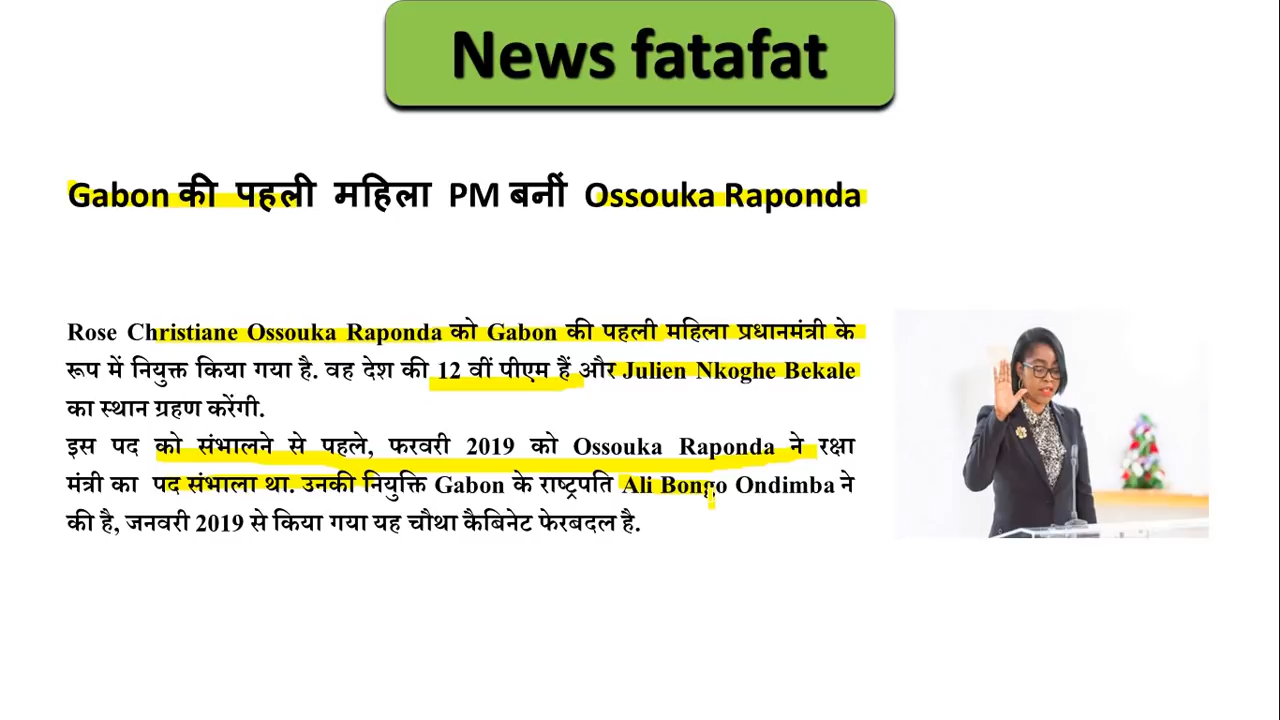 News fatafat
Gabon की पहली महिला PM बनीं Ossouka Raponda
Rose Christiane Ossouka Raponda को Gabon की पहली महिला प्रधानमंत्री के
रूप में नियुक्त किया गया है. वह देश की 12 वीं पीएम हैं और Julien Nkoghe Bekale
का स्थान ग्रहण करेंगी.
इस पद को संभालने से पहले, फरवरी 2019 को Ossouka Raponda ने रक्षा
मंत्री का पद संभाला था. उनकी नियुक्ति Gabon के राष्ट्रपति Ali Bongo Ondimba ने
की है, जनवरी 2019 से किया गया यह चौथा कैबिनेट फेरबदल है.